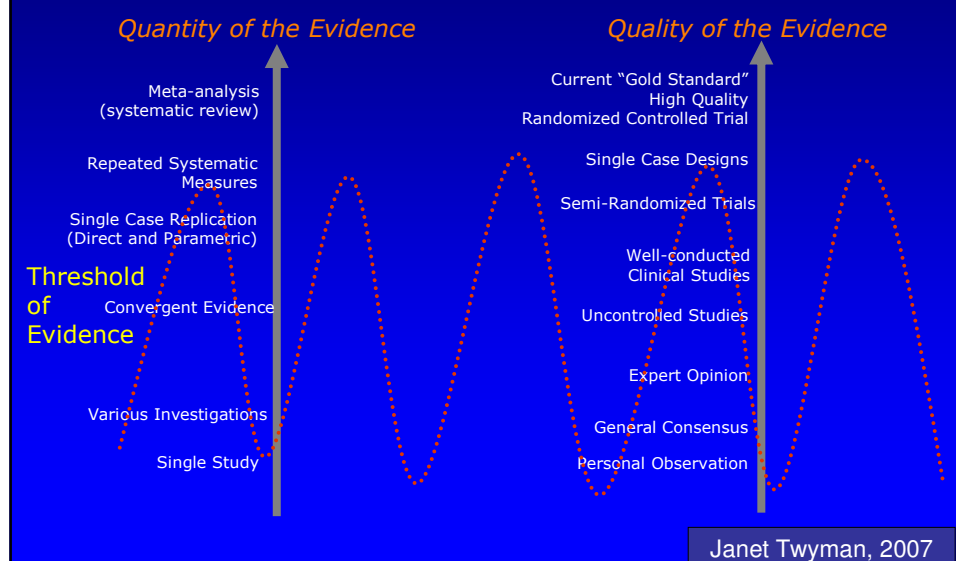 Quantity of the Evidence
Meta-analysis
(systematic review)
Repeated Systematic
Measures
Single Case Replication
(Direct and Parametric)
Threshold
of
Evidence
Convergent Evidence
Various Investigations
Single Study
Quality of the Evidence
Current “Gold Standard”
High Quality
Randomized Controlled Trial
Single Case Designs
Semi-Randomized Trials
Well-conducted
Clinical Studies
Uncontrolled Studies
Expert Opinion
General Consensus
Personal Observation
Janet Twyman, 2007